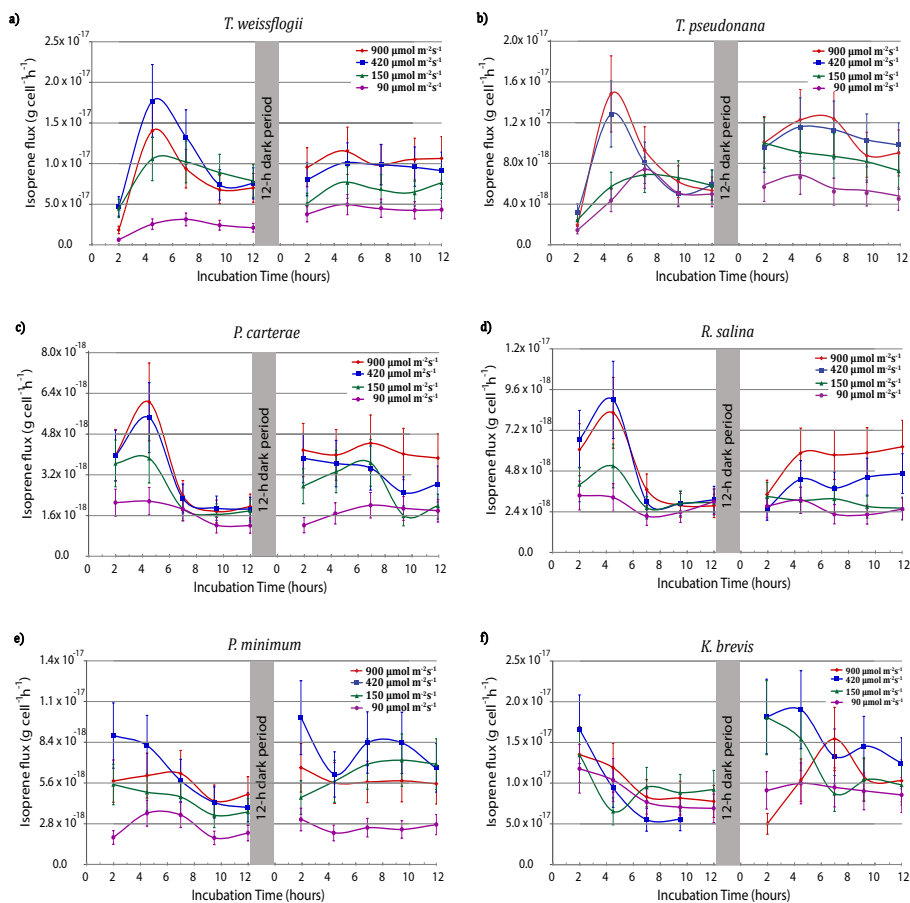 a)
T. weissflogii
Isoprene flux (g cell⁻¹h⁻¹)
2.5x 10⁻¹⁷
2.0x 10⁻¹⁷
1.5x 10⁻¹⁷
1.0x 10⁻¹⁷
5.0x 10⁻¹⁷
0.0
900 µmol m⁻²s⁻¹
420 µmol m⁻²s⁻¹
150 µmol m⁻²s⁻¹
90 µmol m⁻²s⁻¹
12-h dark period
0 2 4 6 8 10 12 0 2 4 6 8 10 12
Incubation Time (hours)
b)
T. pseudonana
Isoprene flux (g cell⁻¹h⁻¹)
2.0x 10⁻¹⁷
1.6x 10⁻¹⁷
1.2x 10⁻¹⁷
8.0x 10⁻¹⁸
4.0x 10⁻¹⁸
0.0
900 µmol m⁻²s⁻¹
420 µmol m⁻²s⁻¹
150 µmol m⁻²s⁻¹
90 µmol m⁻²s⁻¹
12-h dark period
0 2 4 6 8 10 12 0 2 4 6 8 10 12
Incubation Time (hours)
c)
P. carterae
Isoprene flux (g cell⁻¹h⁻¹)
8.0x 10⁻¹⁸
6.4x 10⁻¹⁸
4.8x 10⁻¹⁸
3.2x 10⁻¹⁸
1.6x 10⁻¹⁸
0.0
900 µmol m⁻²s⁻¹
420 µmol m⁻²s⁻¹
150 µmol m⁻²s⁻¹
90 µmol m⁻²s⁻¹
12-h dark period
0 2 4 6 8 10 12 0 2 4 6 8 10 12
Incubation Time (hours)
d)
R. salina
Isoprene flux (g cell⁻¹h⁻¹)
1.2x 10⁻¹⁷
9.6x 10⁻¹⁸
7.2x 10⁻¹⁸
4.8x 10⁻¹⁸
2.4x 10⁻¹⁸
0.0
900 µmol m⁻²s⁻¹
420 µmol m⁻²s⁻¹
150 µmol m⁻²s⁻¹
90 µmol m⁻²s⁻¹
12-h dark period
0 2 4 6 8 10 12 0 2 4 6 8 10 12
Incubation Time (hours)
e)
P. minimum
Isoprene flux (g cell⁻¹h⁻¹)
1.4x 10⁻¹⁷
1.1x 10⁻¹⁷
8.4x 10⁻¹⁸
5.6x 10⁻¹⁸
2.8x 10⁻¹⁸
0.0
900 µmol m⁻²s⁻¹
420 µmol m⁻²s⁻¹
150 µmol m⁻²s⁻¹
90 µmol m⁻²s⁻¹
12-h dark period
0 2 4 6 8 10 12 0 2 4 6 8 10 12
Incubation Time (hours)
f)
K. brevis
Isoprene flux (g cell⁻¹h⁻¹)
2.5x 10⁻¹⁷
2.0x 10⁻¹⁷
1.5x 10⁻¹⁷
1.0x 10⁻¹⁷
5.0x 10⁻¹⁷
0.0
900 µmol m⁻²s⁻¹
420 µmol m⁻²s⁻¹
150 µmol m⁻²s⁻¹
90 µmol m⁻²s⁻¹
12-h dark period
0 2 4 6 8 10 12 0 2 4 6 8 10 12
Incubation Time (hours)